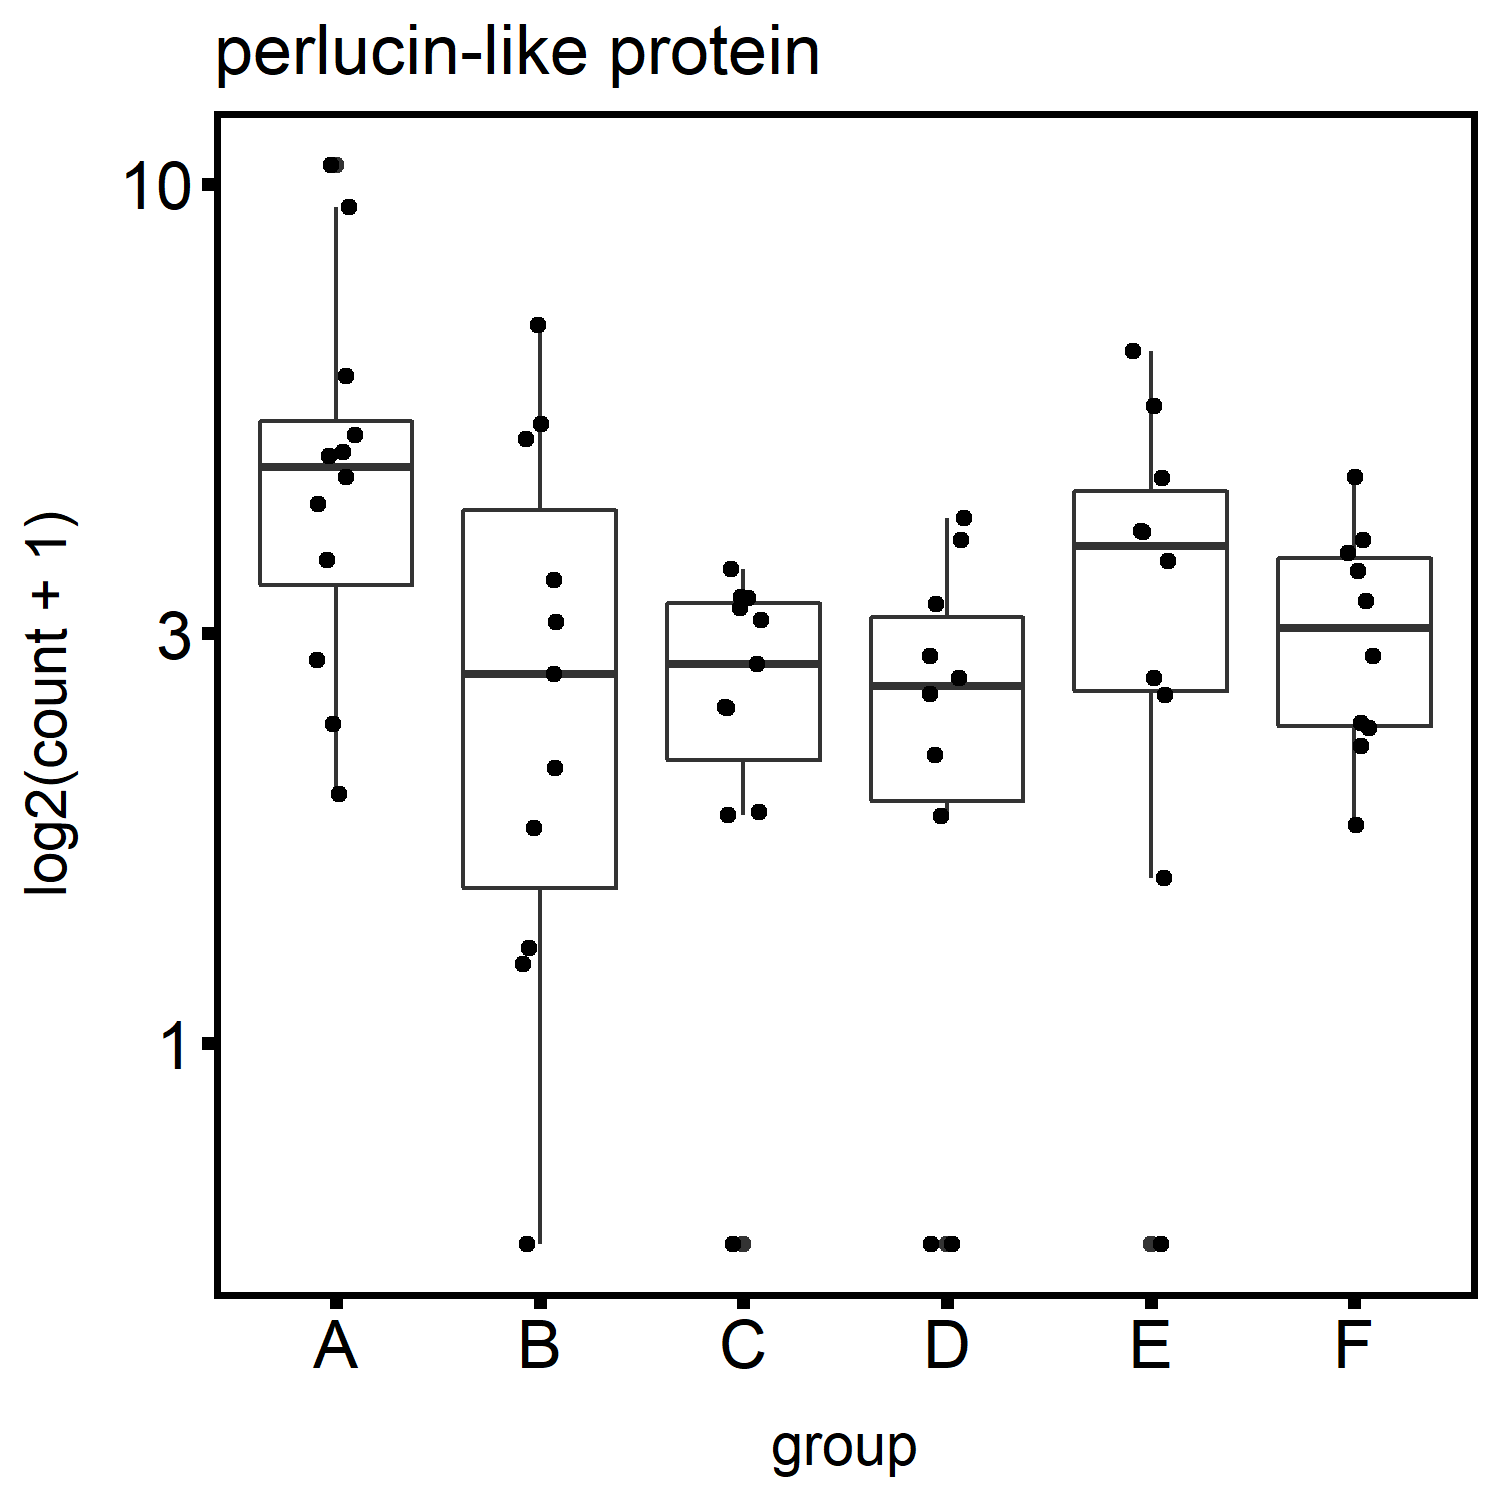 perlucin-like protein
log2(count + 1)
10
3
1
A B C D E F
group